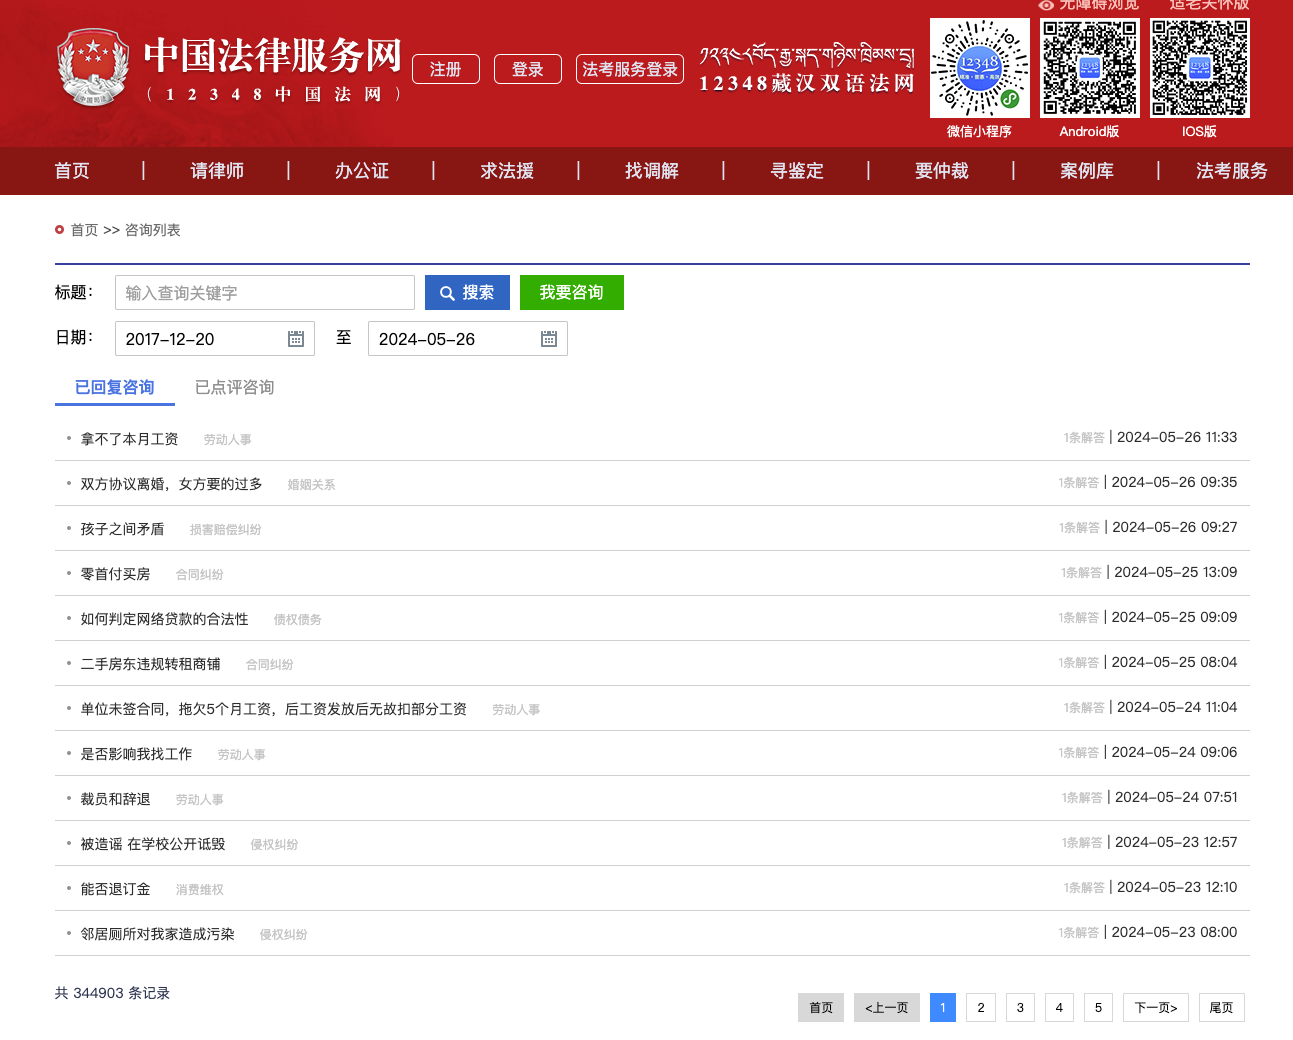 无障碍浏览 适老关怀版
中国法律服务网
(12348中国法网)
注册 登录 法考服务登录
12348藏汉双语法网
12348
微信小程序 Android版 IOS版
首页 | 请律师 | 办公证 | 求法援 | 找调解 | 寻鉴定 | 要仲裁 | 案例库 | 法考服务
首页 >> 咨询列表
标题： 输入查询关键字 搜索 我要咨询
日期： 2017-12-20 至 2024-05-26
已回复咨询 已点评咨询
拿不了本月工资 劳动人事 1条解答 | 2024-05-26 11:33
双方协议离婚，女方要的过多 婚姻关系 1条解答 | 2024-05-26 09:35
孩子之间矛盾 损害赔偿纠纷 1条解答 | 2024-05-26 09:27
零首付买房 合同纠纷 1条解答 | 2024-05-25 13:09
如何判定网络贷款的合法性 债权债务 1条解答 | 2024-05-25 09:09
二手房东违规转租商铺 合同纠纷 1条解答 | 2024-05-25 08:04
单位未签合同，拖欠5个月工资，后工资发放后无故扣部分工资 劳动人事 1条解答 | 2024-05-24 11:04
是否影响我找工作 劳动人事 1条解答 | 2024-05-24 09:06
裁员和辞退 劳动人事 1条解答 | 2024-05-24 07:51
被造谣 在学校公开诋毁 侵权纠纷 1条解答 | 2024-05-23 12:57
能否退订金 消费维权 1条解答 | 2024-05-23 12:10
邻居厕所对我家造成污染 侵权纠纷 1条解答 | 2024-05-23 08:00
共 344903 条记录
首页 <上一页 1 2 3 4 5 下一页> 尾页